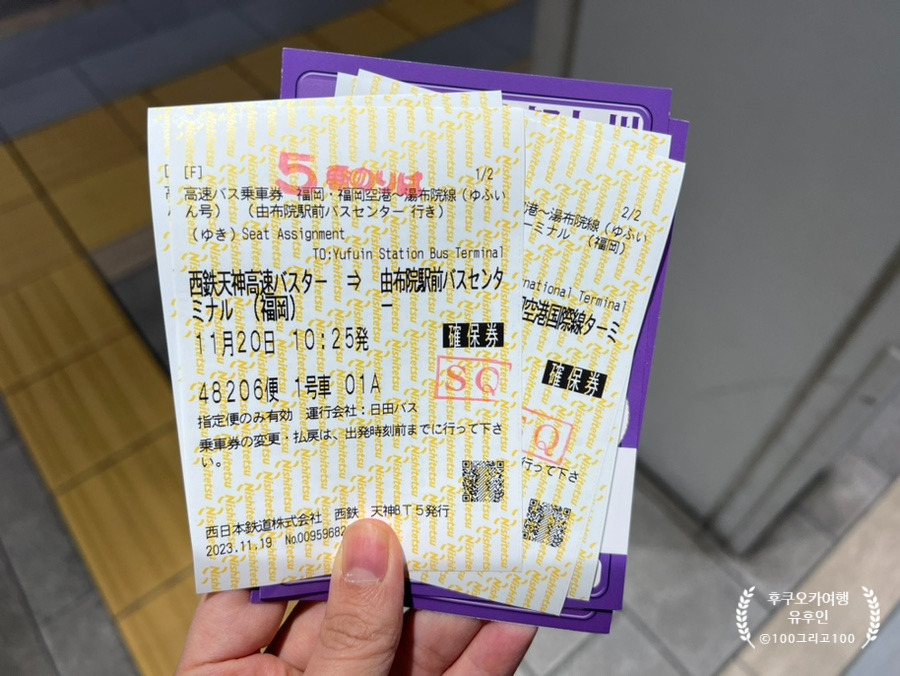 [F]
1/2
5番のりば
高速バス乗車券 福岡・福岡空港~湯布院線(ゆふい
ん号) (由布院駅前バスセンター 行き)
(ゆき) Seat Assignment
TO:Yufuin Station Bus Terminal
西鉄天神高速バスター ⇒ 由布院駅前バスセンタ
ミナル (福岡) ー
11月20日 10:25発
確保券
SQ
48206便 1号車 01A
指定便のみ有効 運行会社:日田バス
乗車券の変更・払戻は、出発時刻前までに行って下さ
い。
西日本鉄道株式会社 西鉄 天神BT5発行
2023.11.19 No.00959682
2/2
空港~湯布院線(ゆふい
ーミナル (福岡)
rnational Terminal
空港国際線ターミ
確保券
Q
行って下さ
Nishitetsu
후쿠오카여행
유후인
©100그리고100